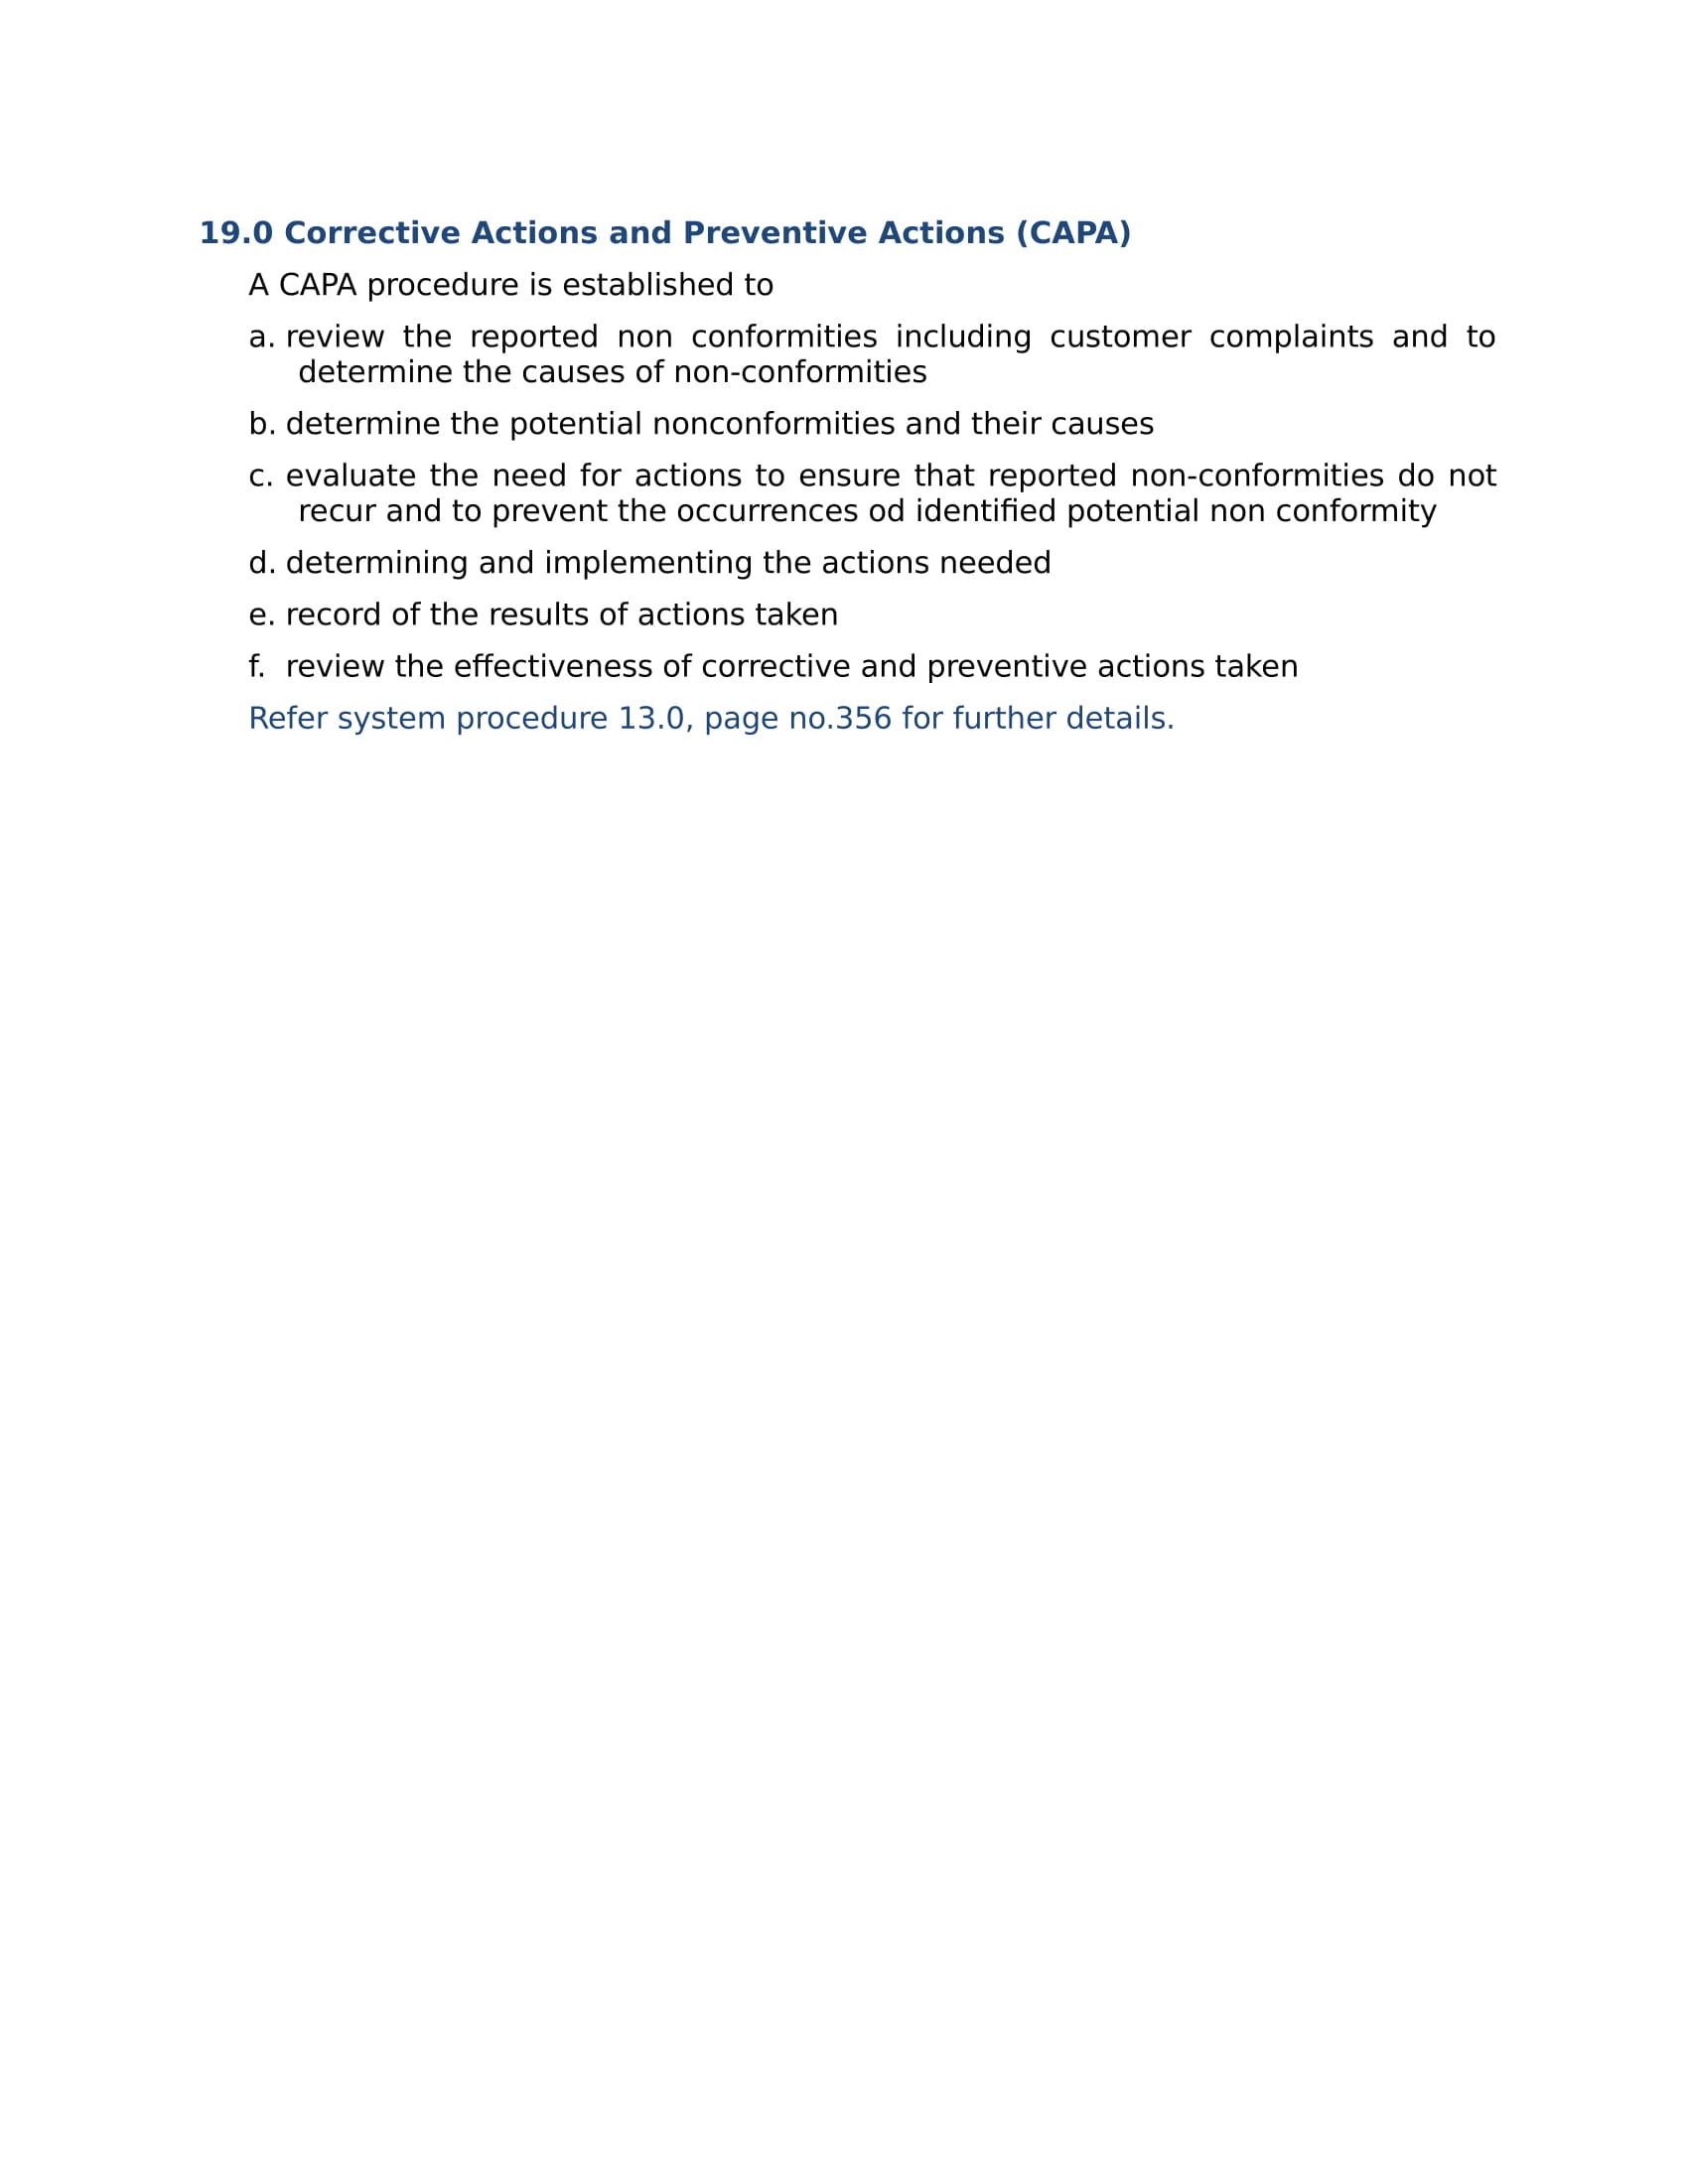 19.0 Corrective Actions and Preventive Actions (CAPA)
A CAPA procedure is established to
a. review the reported non conformities including customer complaints and to
determine the causes of non-conformities
b. determine the potential nonconformities and their causes
c. evaluate the need for actions to ensure that reported non-conformities do not
recur and to prevent the occurrences od identified potential non conformity
d. determining and implementing the actions needed
e. record of the results of actions taken
f. review the effectiveness of corrective and preventive actions taken
Refer system procedure 13.0, page no.356 for further details.